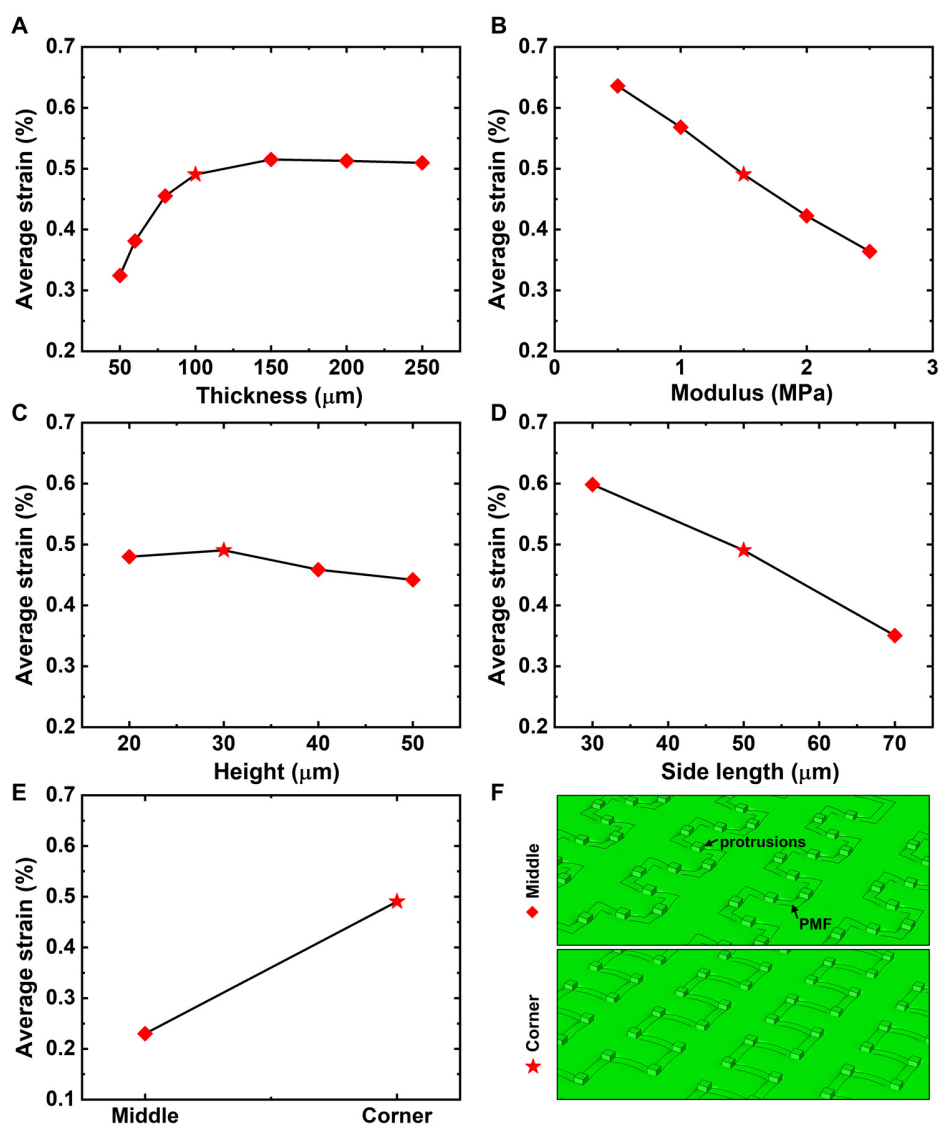 A
0.7
0.6
0.5
0.4
0.3
0.2
Average strain (%)
50 100 150 200 250
Thickness (μm)
B
0.7
0.6
0.5
0.4
0.3
0.2
Average strain (%)
0 1 2 3
Modulus (MPa)
C
0.7
0.6
0.5
0.4
0.3
0.2
Average strain (%)
20 30 40 50
Height (μm)
D
0.7
0.6
0.5
0.4
0.3
0.2
Average strain (%)
30 40 50 60 70
Side length (μm)
E
0.7
0.6
0.5
0.4
0.3
0.2
0.1
Average strain (%)
Middle Corner
F
Middle
protrusions
PMF
Corner